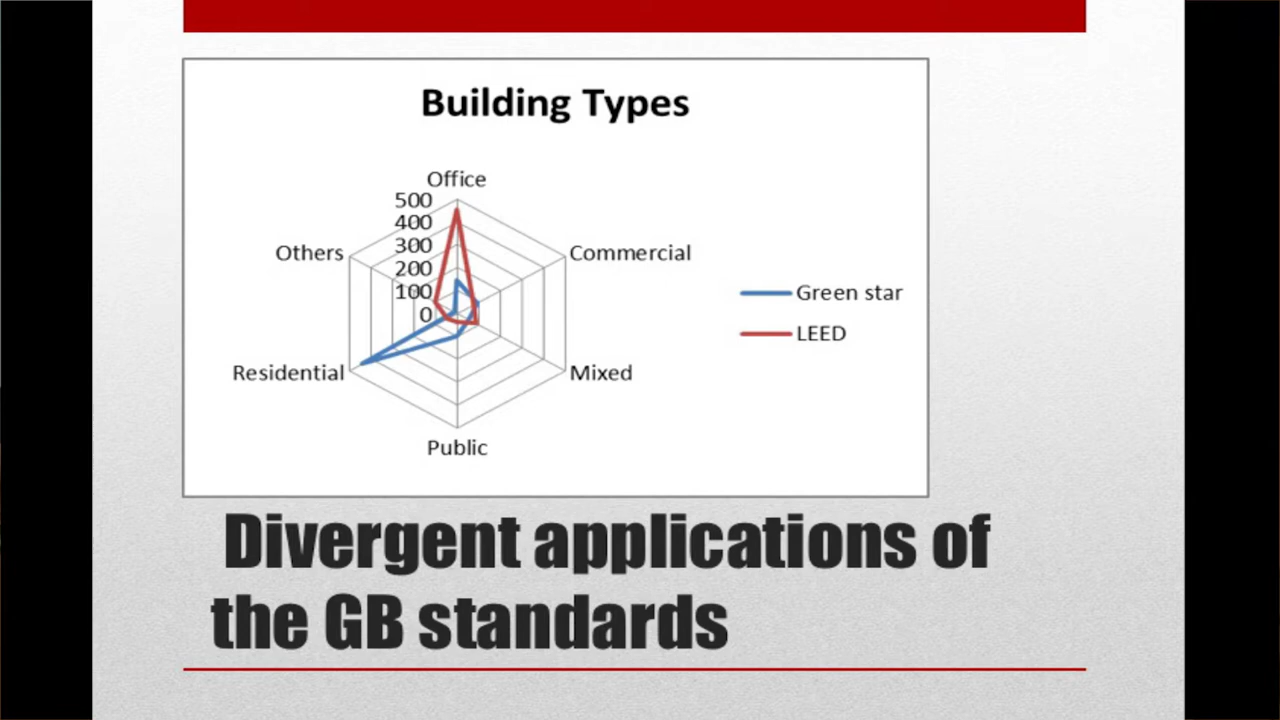 Building Types
Office
500
400
300
200
100
0
Others
Commercial
Green star
LEED
Residential
Mixed
Public
Divergent applications of
the GB standards